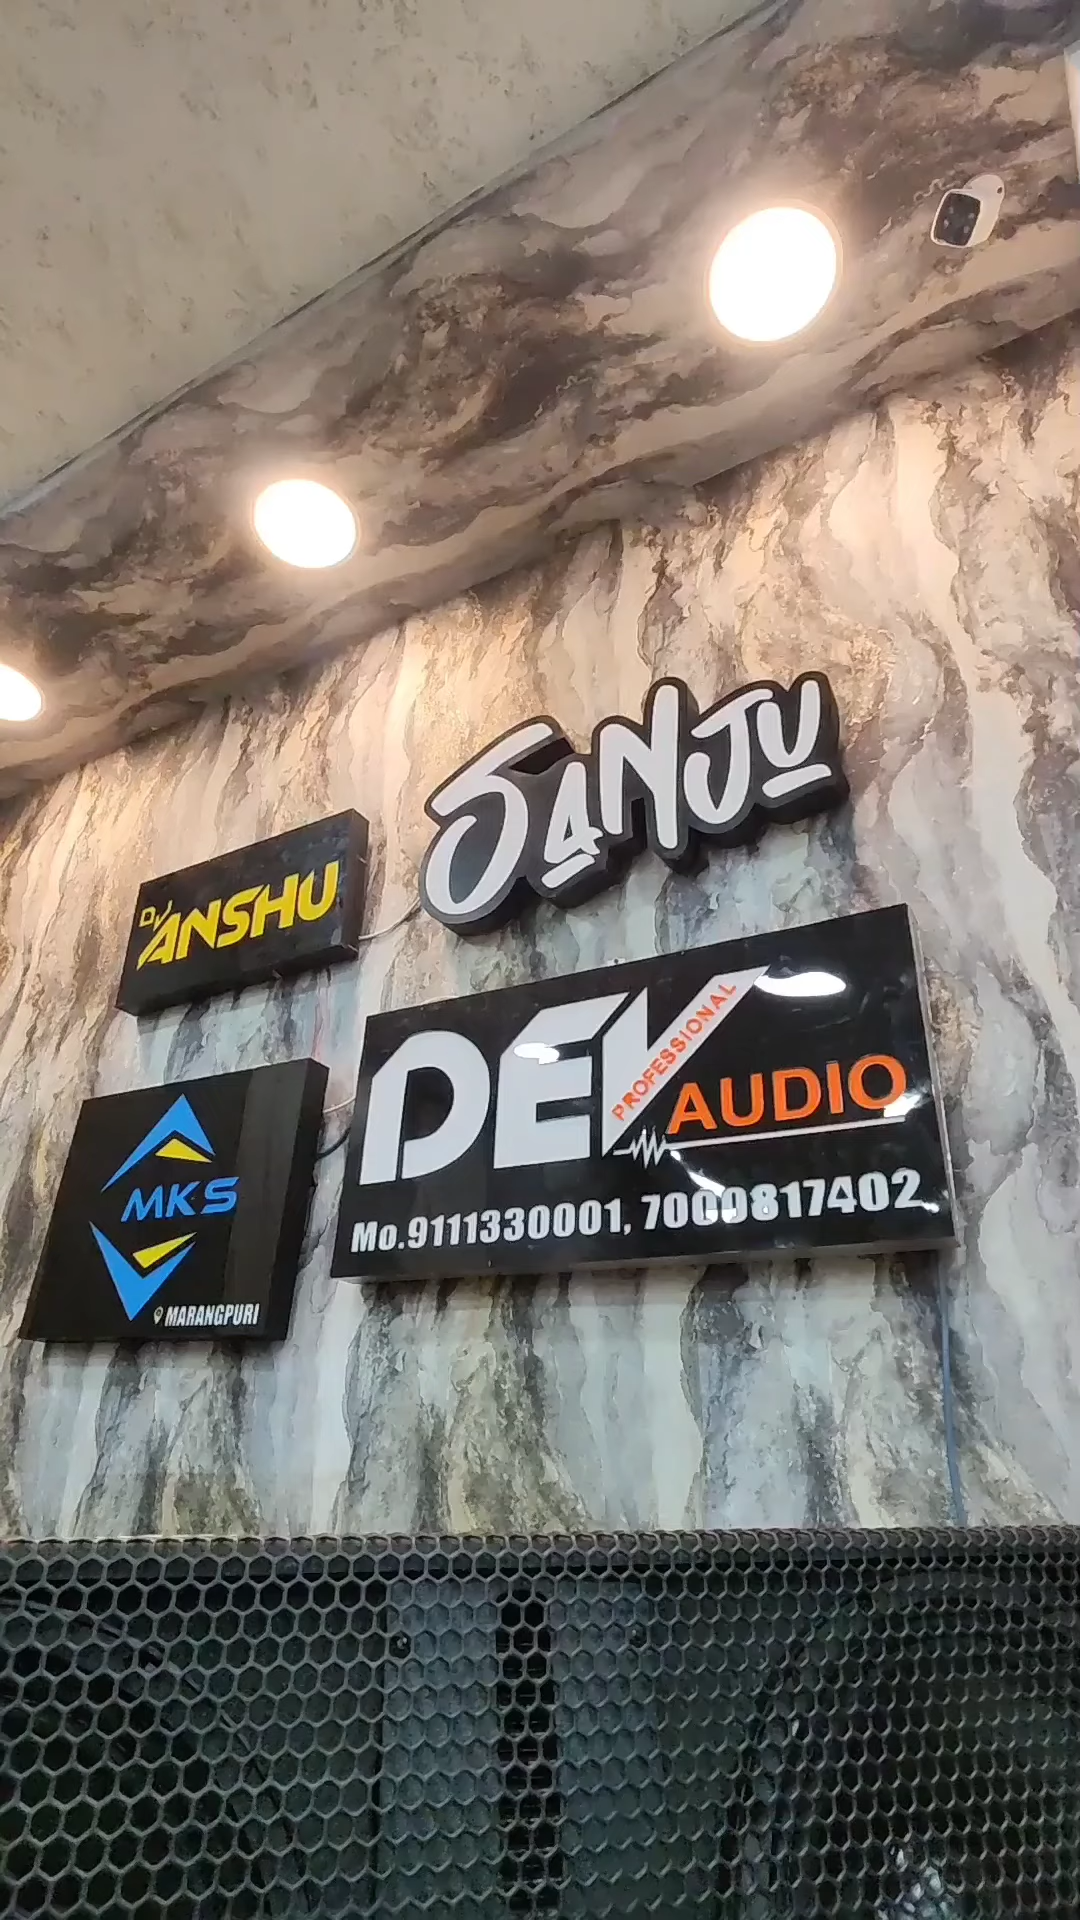 SANJU
DJ
ANSHU
DEV
PROFESSIONAL
AUDIO
Mo.9111330001, 7000817402
MKS
MARANGPURI